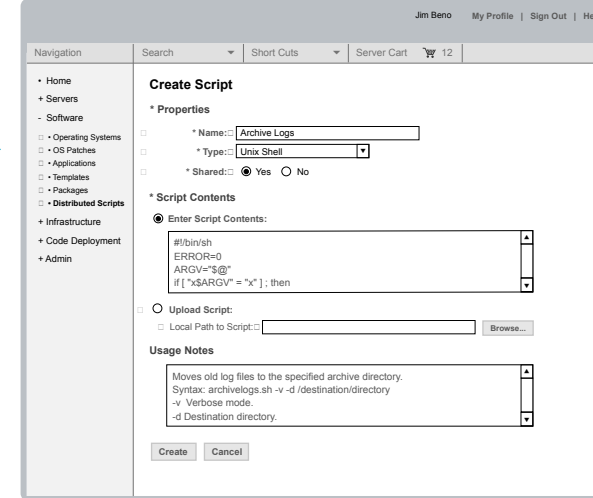 Jim Beno My Profile | Sign Out | He
Navigation Search Short Cuts Server Cart 12
• Home
+ Servers
- Software
• Operating Systems
• OS Patches
• Applications
• Templates
• Packages
• Distributed Scripts
+ Infrastructure
+ Code Deployment
+ Admin
Create Script
* Properties
* Name: Archive Logs
* Type: Unix Shell
* Shared: Yes No
* Script Contents
Enter Script Contents:
#!/bin/sh
ERROR=0
ARGV="$@"
if [ "x$ARGV" = "x" ] ; then
Upload Script:
Local Path to Script: Browse...
Usage Notes
Moves old log files to the specified archive directory.
Syntax: archivelogs.sh -v -d /destination/directory
-v Verbose mode.
-d Destination directory.
Create Cancel